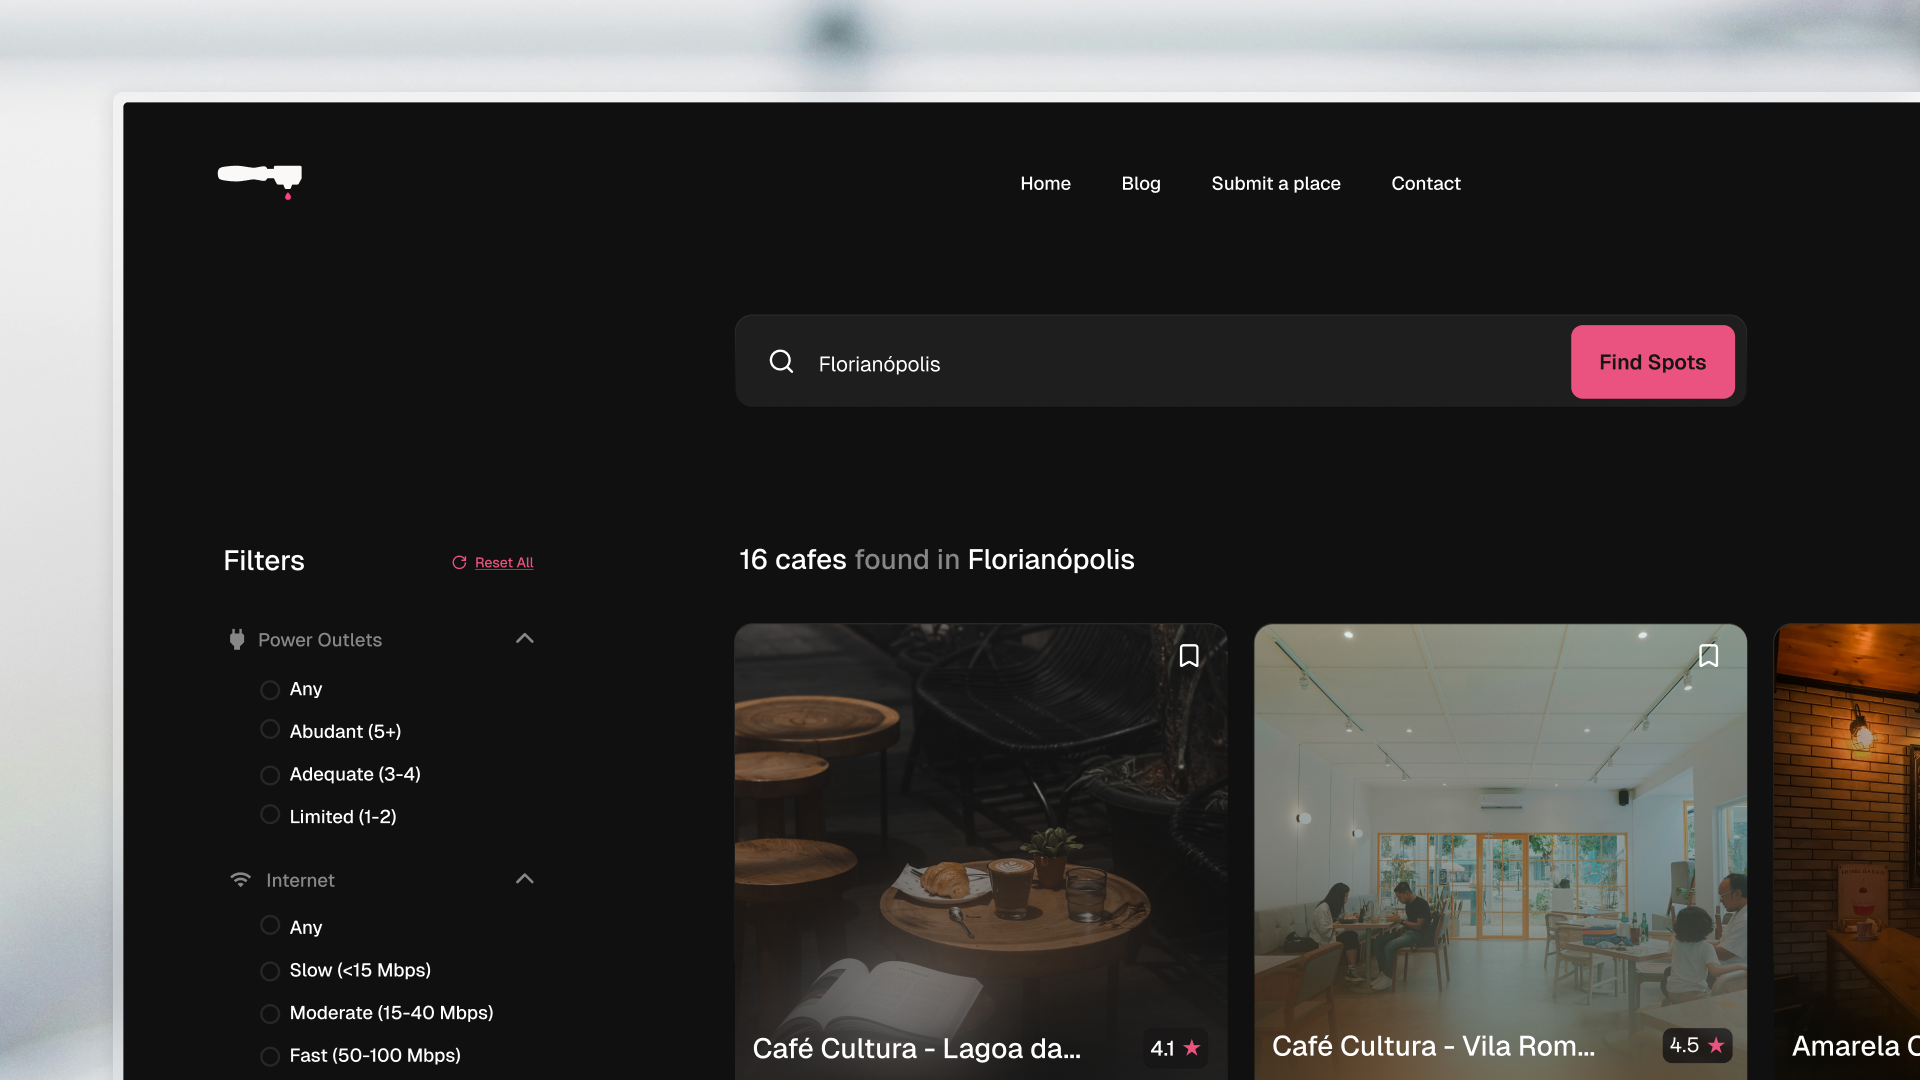 Home
Blog
Submit a place
Contact
Florianópolis
Find Spots
Filters
Reset All
16 cafes found in Florianópolis
Power Outlets
Any
Abudant (5+)
Adequate (3-4)
Limited (1-2)
Internet
Any
Slow (<15 Mbps)
Moderate (15-40 Mbps)
Fast (50-100 Mbps)
Café Cultura - Lagoa da...
4.1
Café Cultura - Vila Rom...
4.5
Amarela